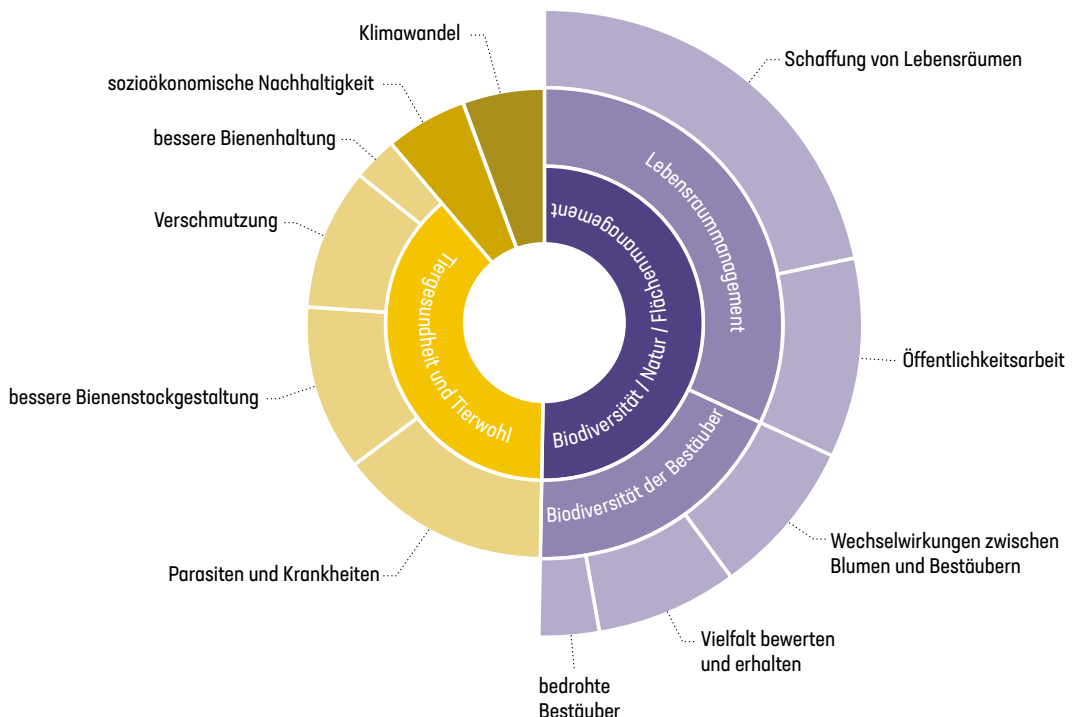 Klimawandel
Schaffung von Lebensräumen
sozioökonomische Nachhaltigkeit
bessere Bienenhaltung
Verschmutzung
Lebensraummanagement
Biodiversität / Natur / Flächenmanagement
Tiergesundheit und Tierwohl
Öffentlichkeitsarbeit
bessere Bienenstockgestaltung
Biodiversität der Bestäuber
Wechselwirkungen zwischen
Blumen und Bestäubern
Parasiten und Krankheiten
Vielfalt bewerten
und erhalten
bedrohte
Bestäuber